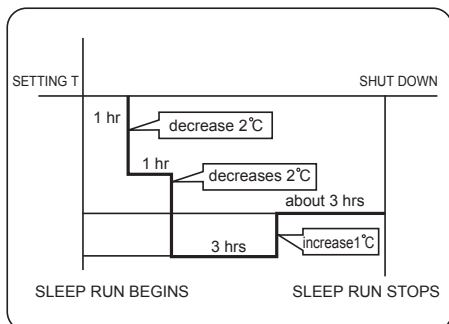 SETTING T
SHUT DOWN
1 hr
decrease 2℃
1 hr
decreases 2℃
about 3 hrs
3 hrs
increase1℃
SLEEP RUN BEGINS
SLEEP RUN STOPS